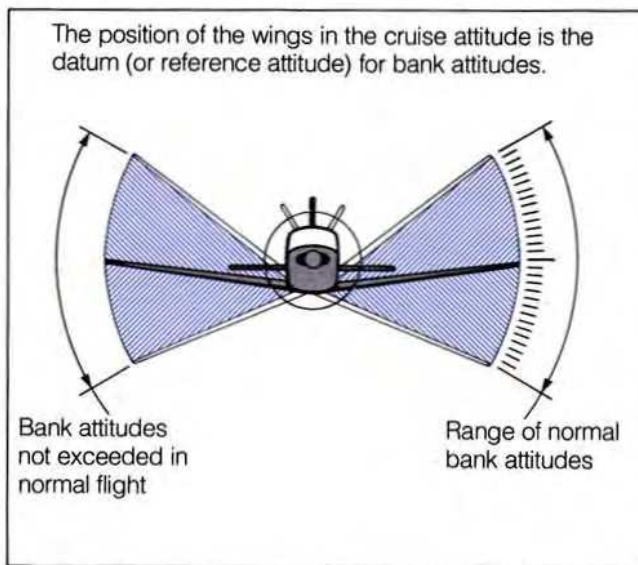 The position of the wings in the cruise attitude is the
datum (or reference attitude) for bank attitudes.
Bank attitudes
not exceeded in
normal flight
Range of normal
bank attitudes